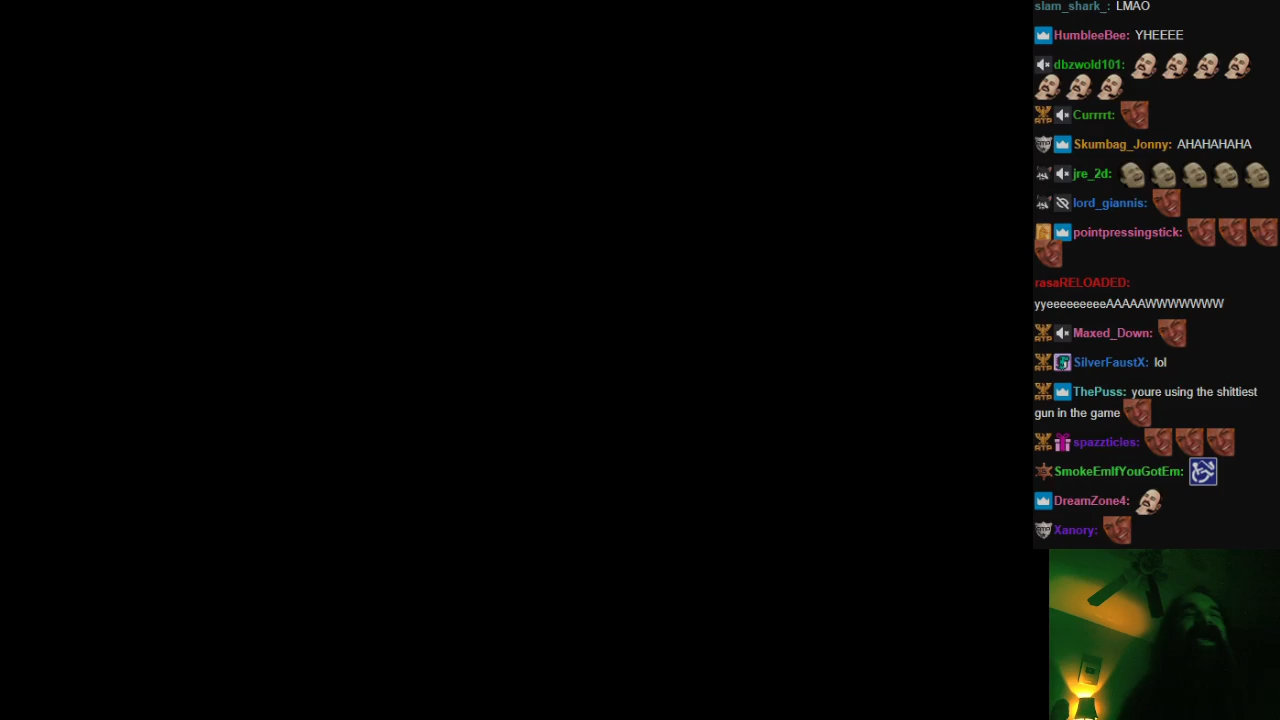 slam_shark_: LMAO
HumbleeBee: YHEEEE
dbzwold101:
Currrrt:
Skumbag_Jonny: AHAHAHAHA
jre_2d:
lord_giannis:
pointpressingstick:
rasaRELOADED:
yyeeeeeeeeeAAAAAWWWWWWW
Maxed_Down:
SilverFaustX: lol
ThePuss: youre using the shittiest
gun in the game
spazzticles:
SmokeEmIfYouGotEm:
DreamZone4:
Xanory: